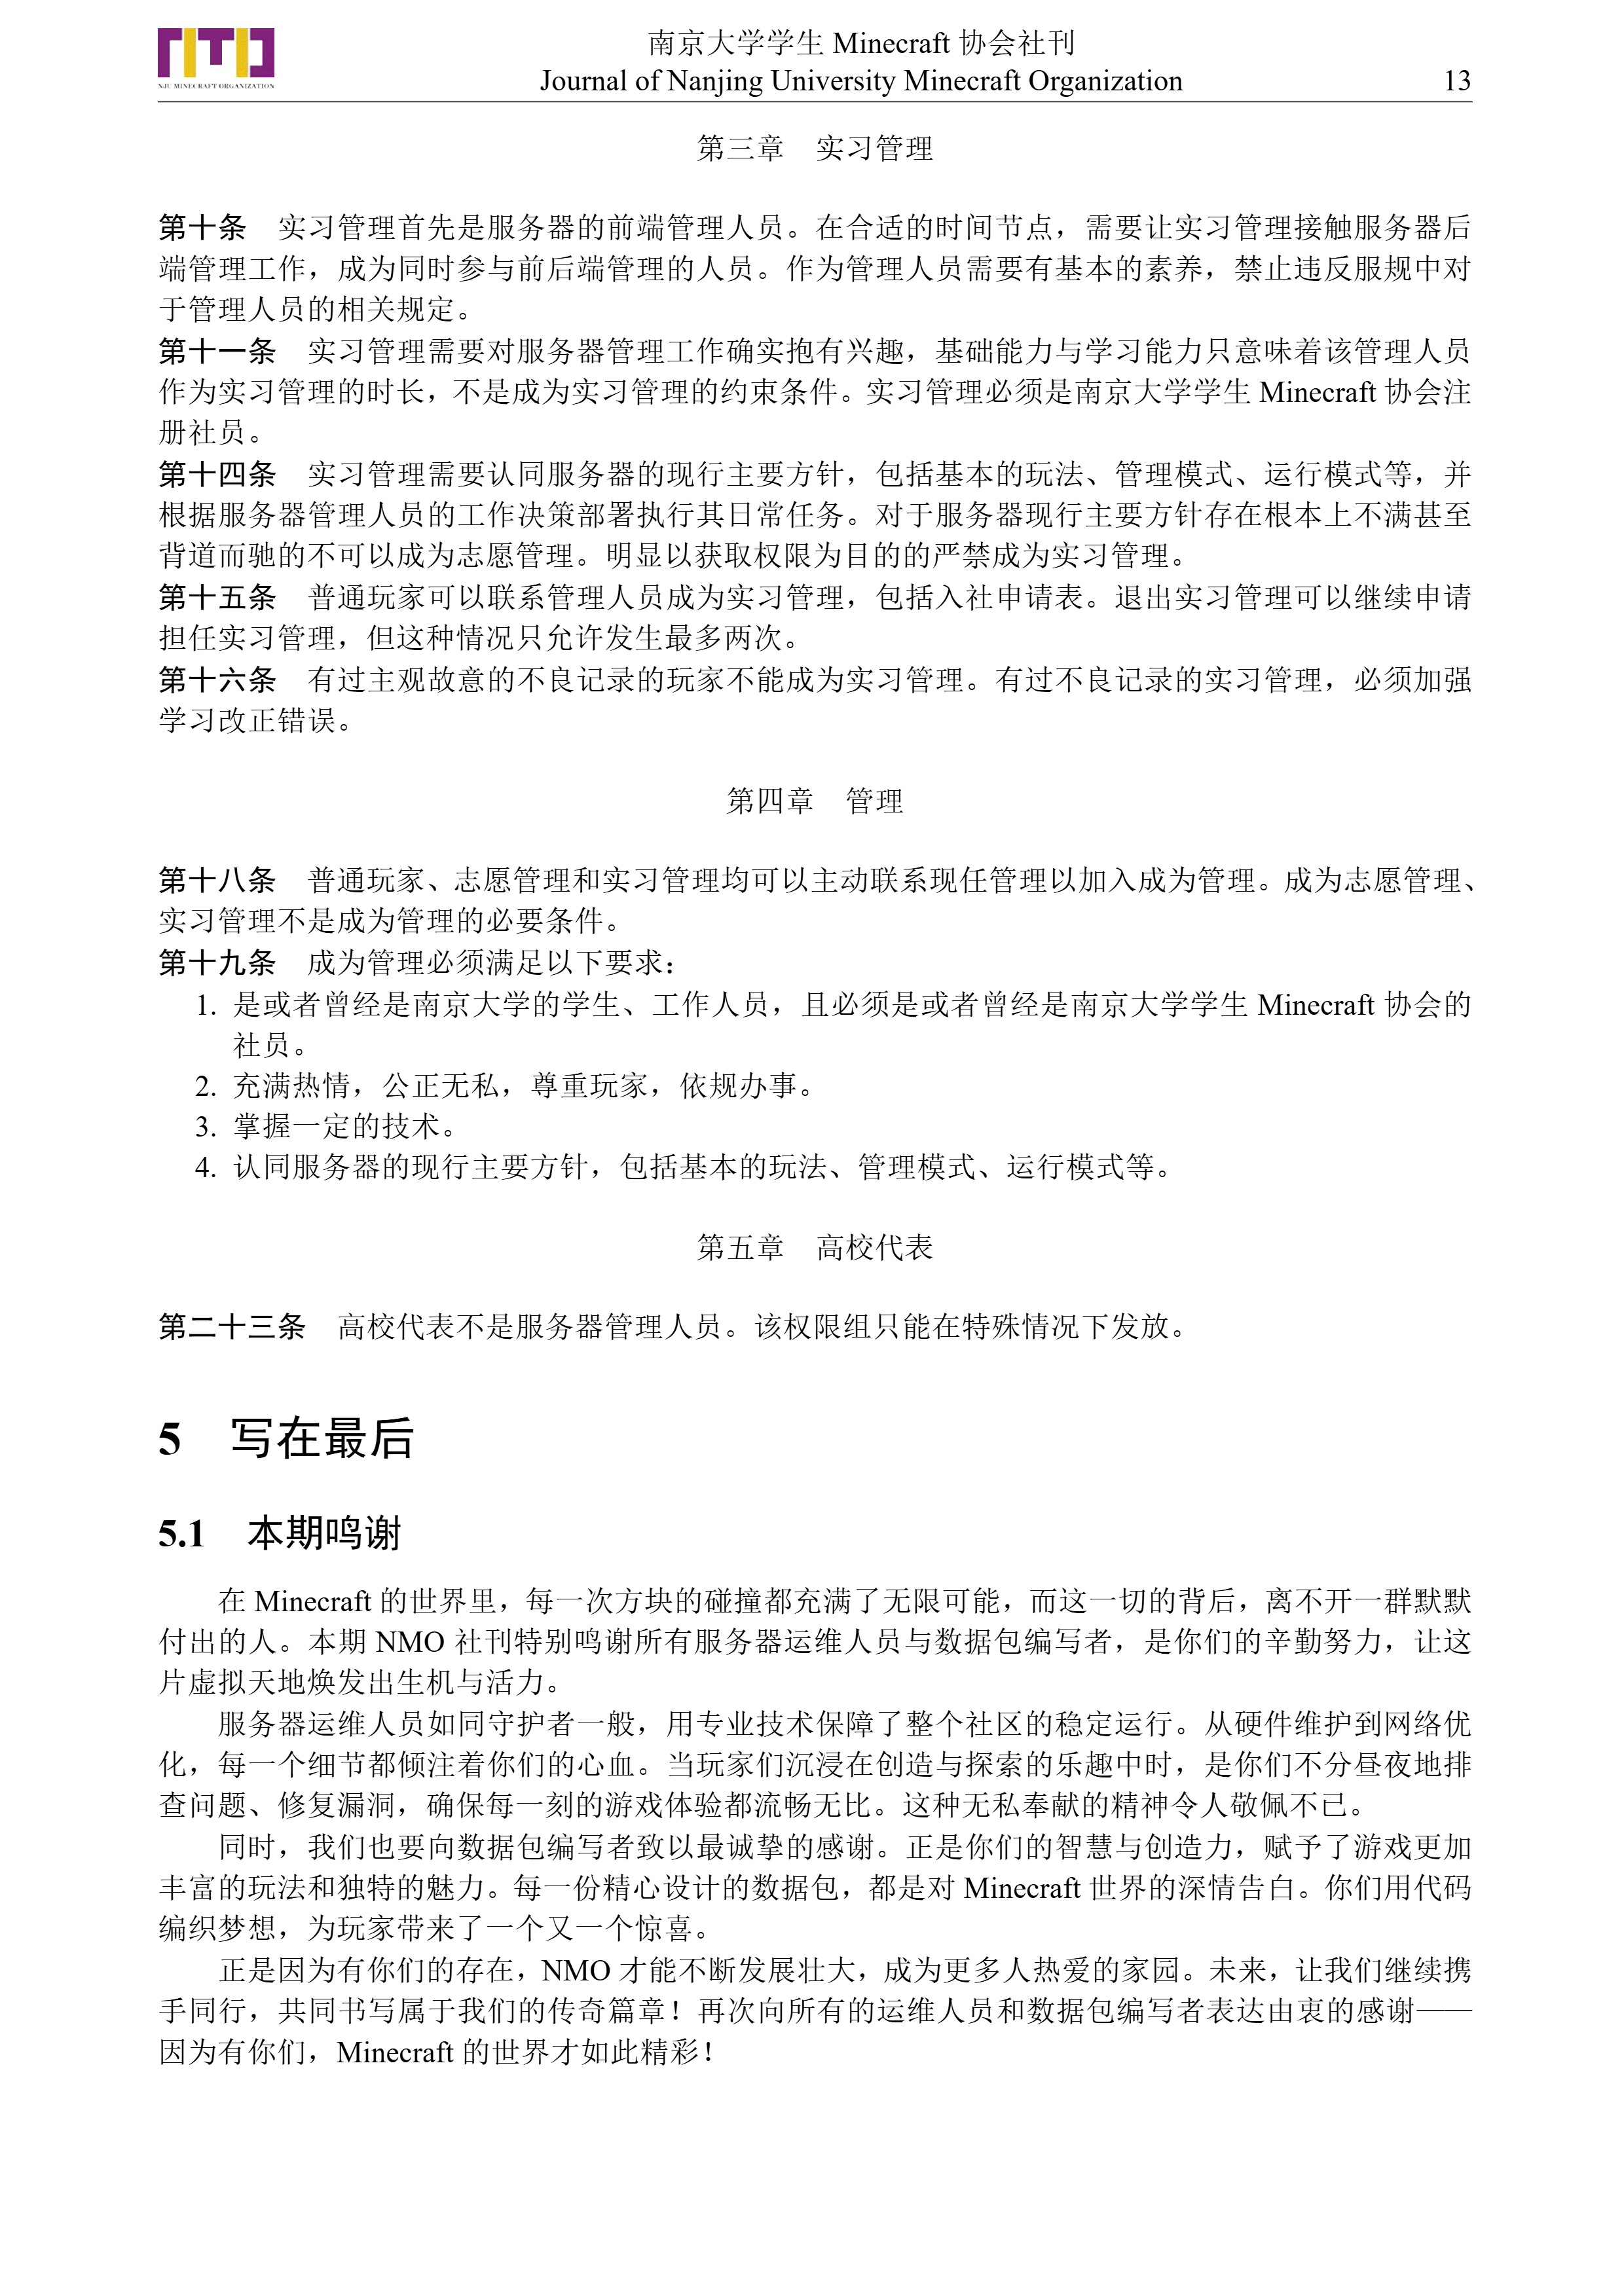 NJU MINECRAFT ORGANIZATION
南京大学学生 Minecraft 协会社刊
Journal of Nanjing University Minecraft Organization
13
第三章 实习管理
第十条 实习管理首先是服务器的前端管理人员。在合适的时间节点，需要让实习管理接触服务器后
端管理工作，成为同时参与前后端管理的人员。作为管理人员需要有基本的素养，禁止违反服规中对
于管理人员的相关规定。
第十一条 实习管理需要对服务器管理工作确实抱有兴趣，基础能力与学习能力只意味着该管理人员
作为实习管理的时长，不是成为实习管理的约束条件。实习管理必须是南京大学学生 Minecraft 协会注
册社员。
第十四条 实习管理需要认同服务器的现行主要方针，包括基本的玩法、管理模式、运行模式等，并
根据服务器管理人员的工作决策部署执行其日常任务。对于服务器现行主要方针存在根本上不满甚至
背道而驰的不可以成为志愿管理。明显以获取权限为目的的严禁成为实习管理。
第十五条 普通玩家可以联系管理人员成为实习管理，包括入社申请表。退出实习管理可以继续申请
担任实习管理，但这种情况只允许发生最多两次。
第十六条 有过主观故意的不良记录的玩家不能成为实习管理。有过不良记录的实习管理，必须加强
学习改正错误。
第四章 管理
第十八条 普通玩家、志愿管理和实习管理均可以主动联系现任管理以加入成为管理。成为志愿管理、
实习管理不是成为管理的必要条件。
第十九条 成为管理必须满足以下要求：
1. 是或者曾经是南京大学的学生、工作人员，且必须是或者曾经是南京大学学生 Minecraft 协会的
社员。
2. 充满热情，公正无私，尊重玩家，依规办事。
3. 掌握一定的技术。
4. 认同服务器的现行主要方针，包括基本的玩法、管理模式、运行模式等。
第五章 高校代表
第二十三条 高校代表不是服务器管理人员。该权限组只能在特殊情况下发放。
5 写在最后
5.1 本期鸣谢
在 Minecraft 的世界里，每一次方块的碰撞都充满了无限可能，而这一切的背后，离不开一群默默
付出的人。本期 NMO 社刊特别鸣谢所有服务器运维人员与数据包编写者，是你们的辛勤努力，让这
片虚拟天地焕发出生机与活力。
服务器运维人员如同守护者一般，用专业技术保障了整个社区的稳定运行。从硬件维护到网络优
化，每一个细节都倾注着你们的心血。当玩家们沉浸在创造与探索的乐趣中时，是你们不分昼夜地排
查问题、修复漏洞，确保每一刻的游戏体验都流畅无比。这种无私奉献的精神令人敬佩不已。
同时，我们也要向数据包编写者致以最诚挚的感谢。正是你们的智慧与创造力，赋予了游戏更加
丰富的玩法和独特的魅力。每一份精心设计的数据包，都是对 Minecraft 世界的深情告白。你们用代码
编织梦想，为玩家带来了一个又一个惊喜。
正是因为有你们的存在，NMO 才能不断发展壮大，成为更多人热爱的家园。未来，让我们继续携
手同行，共同书写属于我们的传奇篇章！再次向所有的运维人员和数据包编写者表达由衷的感谢——
因为有你们，Minecraft 的世界才如此精彩！